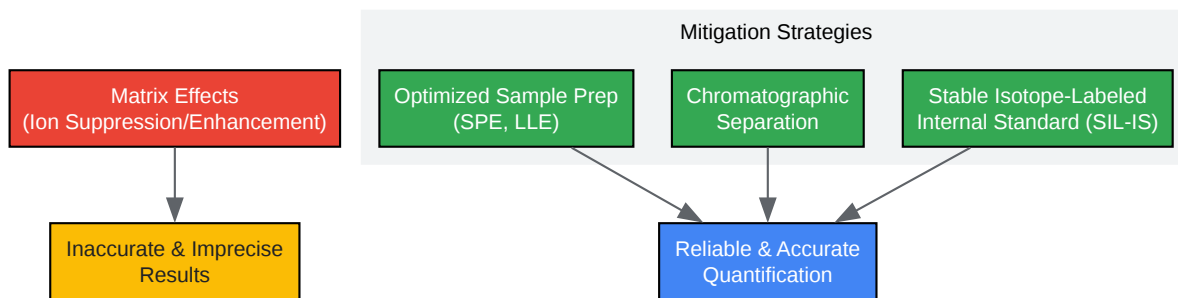 Mitigation Strategies
Matrix Effects
(Ion Suppression/Enhancement)
Optimized Sample Prep
(SPE, LLE)
Chromatographic
Separation
Stable Isotope-Labeled
Internal Standard (SIL-IS)
Inaccurate & Imprecise
Results
Reliable & Accurate
Quantification